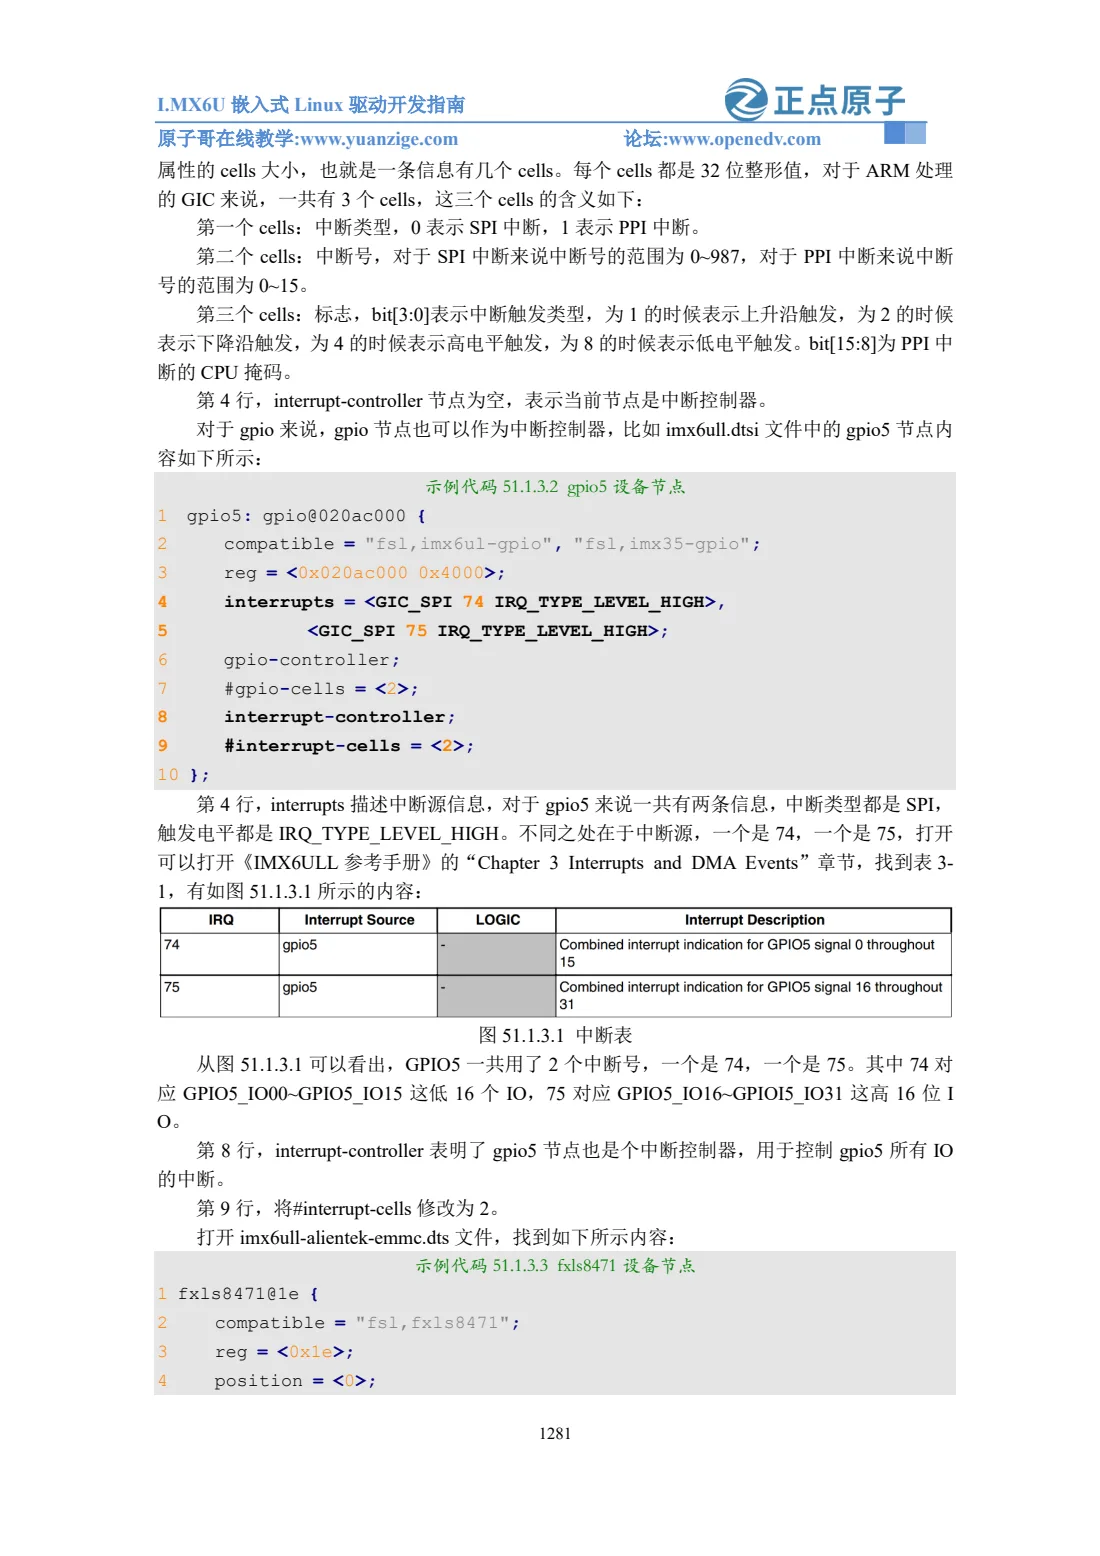 I.MX6U 嵌入式 Linux 驱动开发指南
正点原子
原子哥在线教学:www.yuanzige.com 论坛:www.openedv.com
属性的 cells 大小，也就是一条信息有几个 cells。每个 cells 都是 32 位整形值，对于 ARM 处理
的 GIC 来说，一共有 3 个 cells，这三个 cells 的含义如下：
第一个 cells：中断类型，0 表示 SPI 中断，1 表示 PPI 中断。
第二个 cells：中断号，对于 SPI 中断来说中断号的范围为 0~987，对于 PPI 中断来说中断
号的范围为 0~15。
第三个 cells：标志，bit[3:0]表示中断触发类型，为 1 的时候表示上升沿触发，为 2 的时候
表示下降沿触发，为 4 的时候表示高电平触发，为 8 的时候表示低电平触发。bit[15:8]为 PPI 中
断的 CPU 掩码。
第 4 行，interrupt-controller 节点为空，表示当前节点是中断控制器。
对于 gpio 来说，gpio 节点也可以作为中断控制器，比如 imx6ull.dtsi 文件中的 gpio5 节点内
容如下所示：
示例代码 51.1.3.2 gpio5 设备节点
1 gpio5: gpio@020ac000 {
2 compatible = "fsl,imx6ul-gpio", "fsl,imx35-gpio";
3 reg = <0x020ac000 0x4000>;
4 interrupts = <GIC_SPI 74 IRQ_TYPE_LEVEL_HIGH>,
5 <GIC_SPI 75 IRQ_TYPE_LEVEL_HIGH>;
6 gpio-controller;
7 #gpio-cells = <2>;
8 interrupt-controller;
9 #interrupt-cells = <2>;
10 };
第 4 行，interrupts 描述中断源信息，对于 gpio5 来说一共有两条信息，中断类型都是 SPI，
触发电平都是 IRQ_TYPE_LEVEL_HIGH。不同之处在于中断源，一个是 74，一个是 75，打开
可以打开《IMX6ULL 参考手册》的“Chapter 3 Interrupts and DMA Events”章节，找到表 3-
1，有如图 51.1.3.1 所示的内容：
IRQ Interrupt Source LOGIC Interrupt Description
74 gpio5 - Combined interrupt indication for GPIO5 signal 0 throughout
15
75 gpio5 - Combined interrupt indication for GPIO5 signal 16 throughout
31
图 51.1.3.1 中断表
从图 51.1.3.1 可以看出，GPIO5 一共用了 2 个中断号，一个是 74，一个是 75。其中 74 对
应 GPIO5_IO00~GPIO5_IO15 这低 16 个 IO，75 对应 GPIO5_IO16~GPIOI5_IO31 这高 16 位 I
O。
第 8 行，interrupt-controller 表明了 gpio5 节点也是个中断控制器，用于控制 gpio5 所有 IO
的中断。
第 9 行，将#interrupt-cells 修改为 2。
打开 imx6ull-alientek-emmc.dts 文件，找到如下所示内容：
示例代码 51.1.3.3 fxls8471 设备节点
1 fxls8471@1e {
2 compatible = "fsl,fxls8471";
3 reg = <0x1e>;
4 position = <0>;
1281